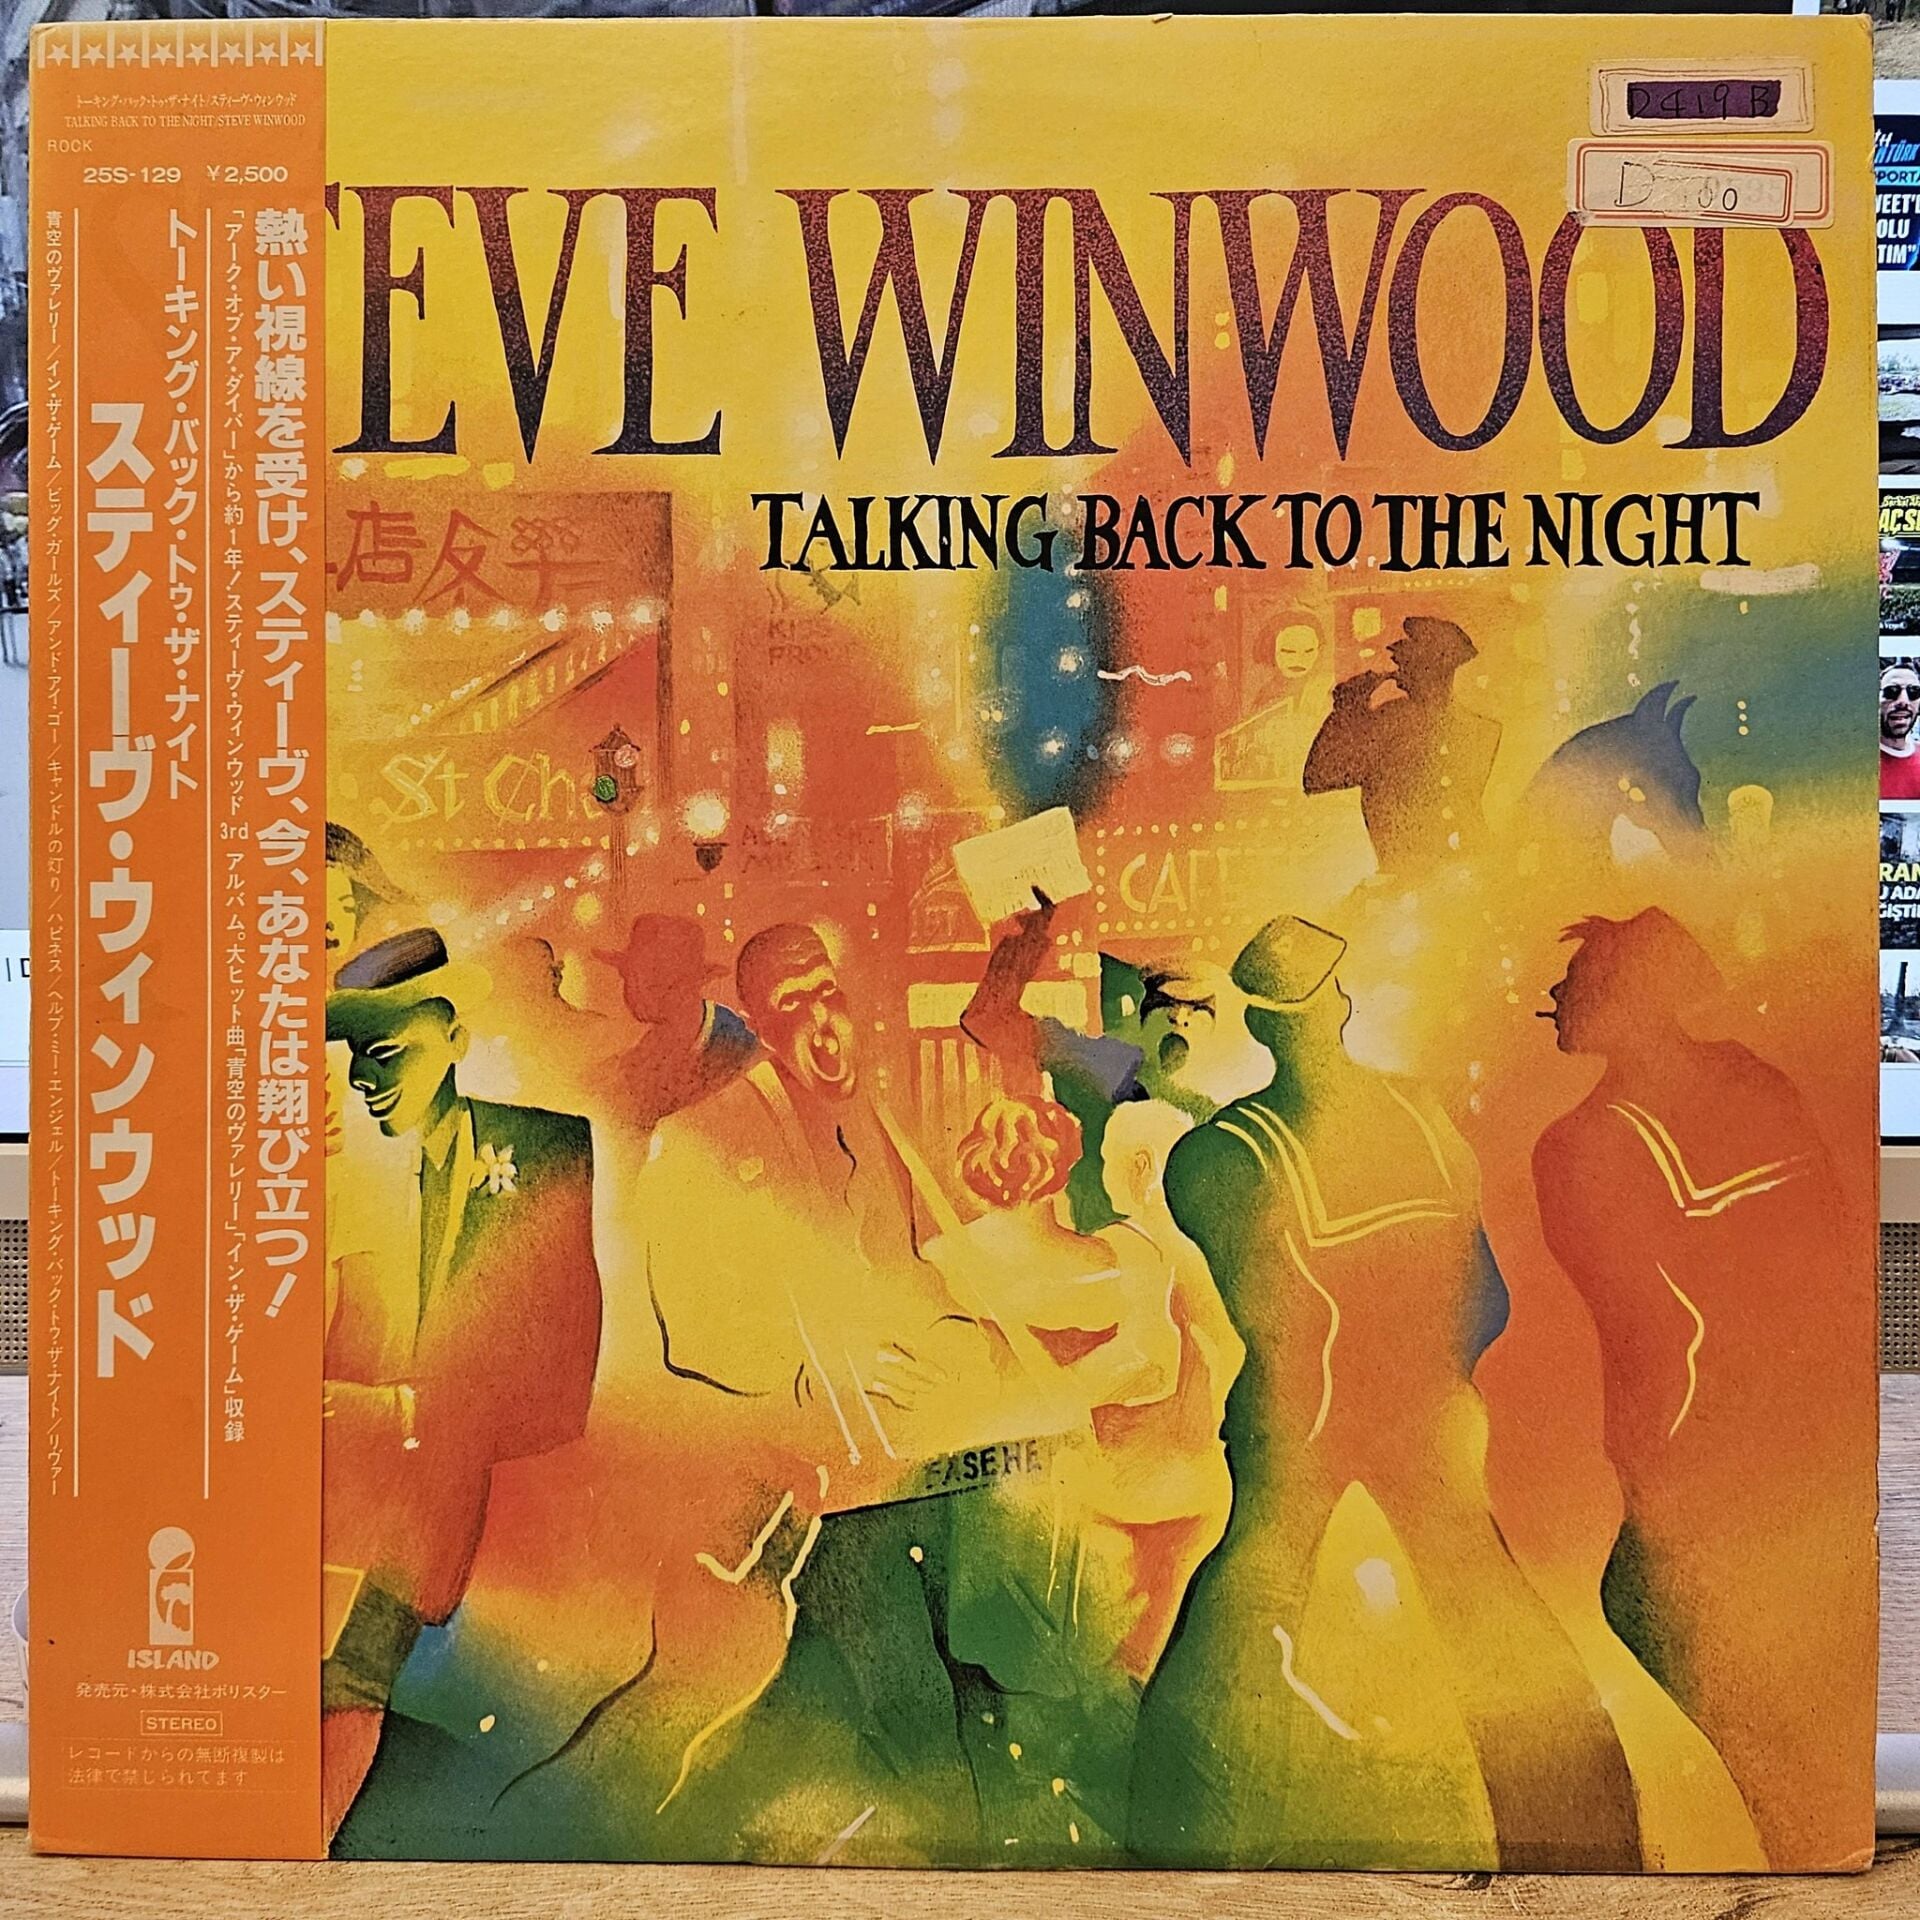 トーキング・バック・トゥ・ザ・ナイト/スティーヴ・ウィンウッド
TALKING BACK TO THE NIGHT/STEVE WINWOOD
ROCK
25S-129 ¥2,500
熱い視線を受け、スティーヴ、今、あなたは翔び立つ!
「アーク・オブ・ア・ダイバー」から約1年!スティーヴ・ウィンウッド 3rd アルバム。大ヒット曲「青空のヴァレリー」「イン・ザ・ゲーム」収録
トーキング・バック・トゥ・ザ・ナイト
スティーヴ・ウィンウッド
青空のヴァレリー/イン・ザ・ゲーム/ビッグ・ガールズ/アンド・アイ・ゴー/キャンドルの灯り/ハピネス/ヘルプ・ミー・エンジェル/トーキング・バック・トゥ・ザ・ナイト/リヴァー
ISLAND
発売元・株式会社ポリスター
STEREO
レコードからの無断複製は
法律で禁じられてます
D419B
D
TEVE WINWOOD
TALKING BACK TO THE NIGHT
店
St Cha
CAFE
EASE HE